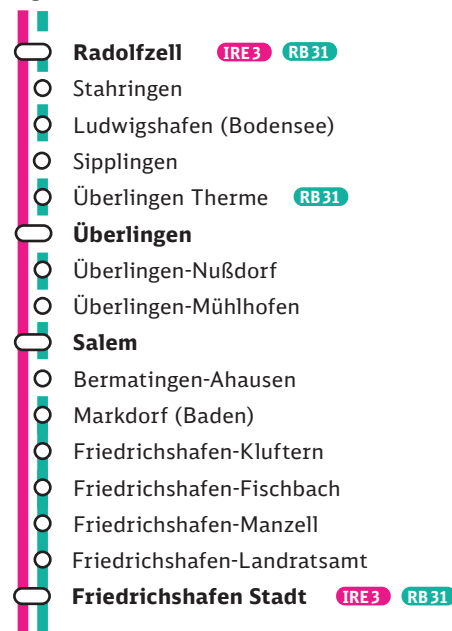 Radolfzell IRE3 RB31
Stahringen
Ludwigshafen (Bodensee)
Sipplingen
Überlingen Therme RB31
Überlingen
Überlingen-Nußdorf
Überlingen-Mühlhofen
Salem
Bermatingen-Ahausen
Markdorf (Baden)
Friedrichshafen-Kluftern
Friedrichshafen-Fischbach
Friedrichshafen-Manzell
Friedrichshafen-Landratsamt
Friedrichshafen Stadt IRE3 RB31